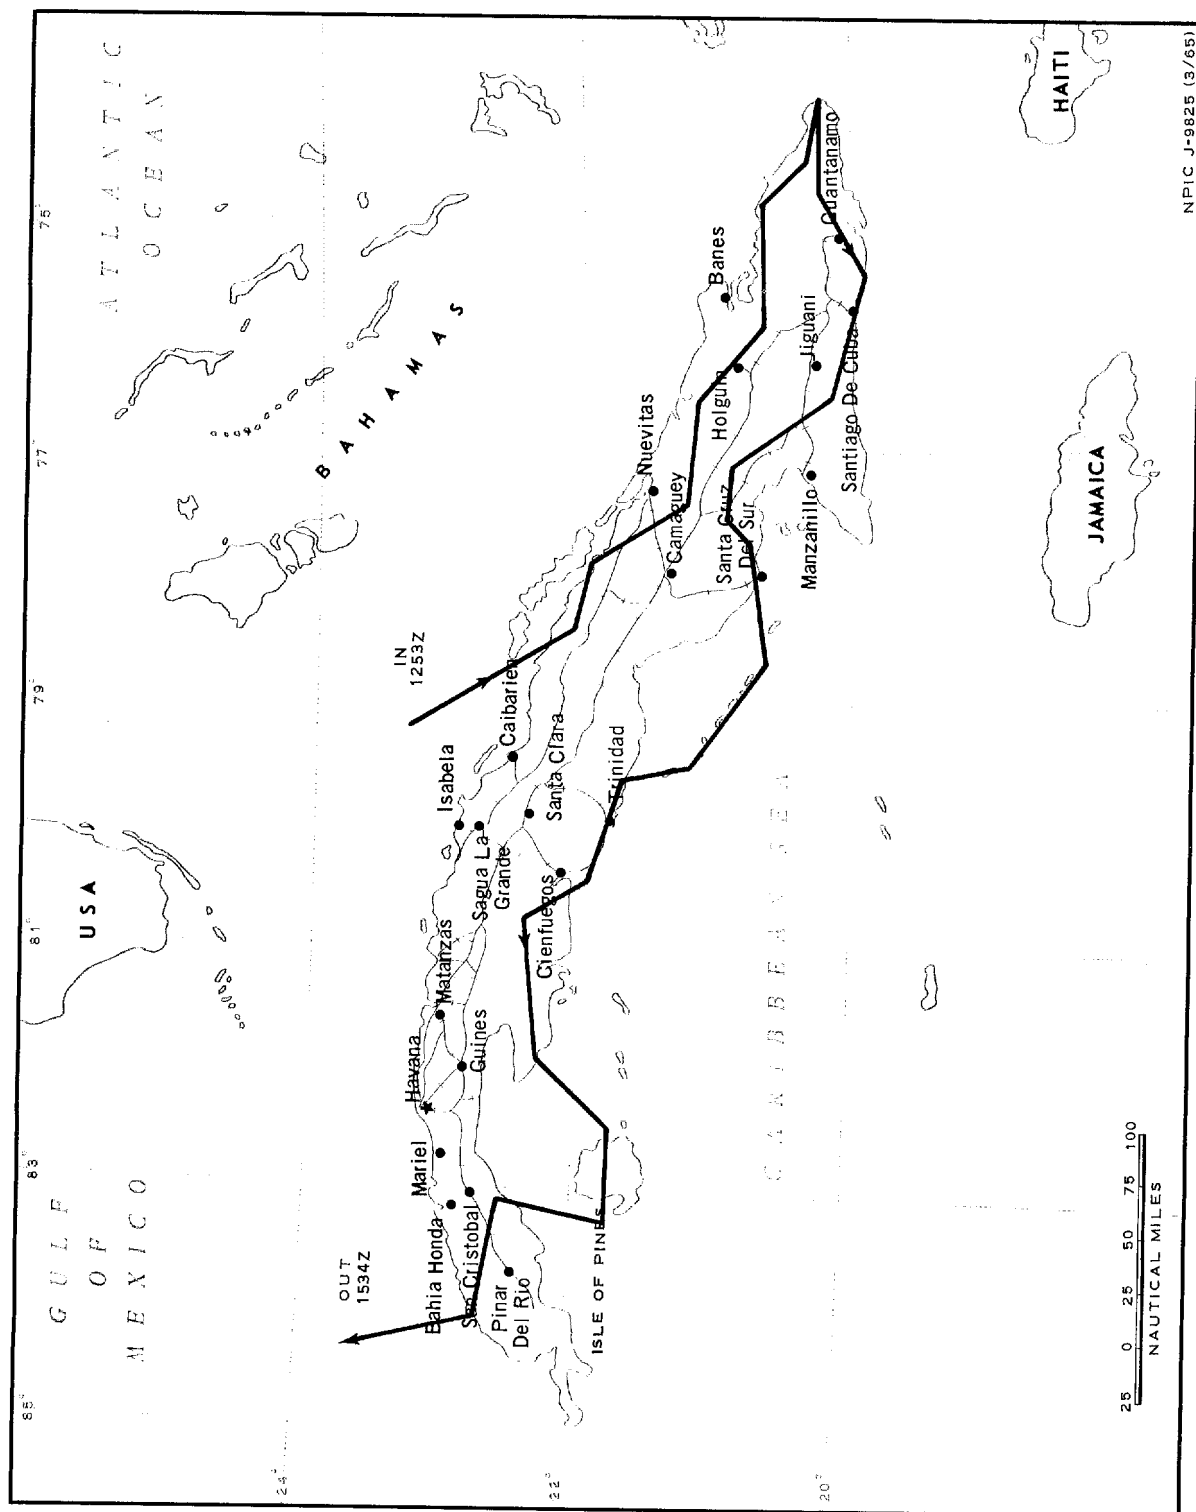 ATLANTIC
OCEAN
GULF
OF
MEXICO
USA
BAHAMAS
HAITI
JAMAICA
CARIBBEAN SEA
85°
83°
81°
79°
77°
75°
24°
22°
20°
OUT
1534Z
IN
1253Z
Havana
Mariel
Bahia Honda
San Cristobal
Pinar
Del Rio
ISLE OF PINES
Guines
Matanzas
Isabela
Sagua La
Grande
Cienfuegos
Santa Clara
Caibarien
Trinidad
Nuevitas
Camaguey
Santa Cruz
Del Sur
Holguin
Banes
Manzanillo
Jiguani
Santiago De Cuba
Guantanamo
25 0 25 50 75 100
NAUTICAL MILES
NPIC J-9825 (3/65)